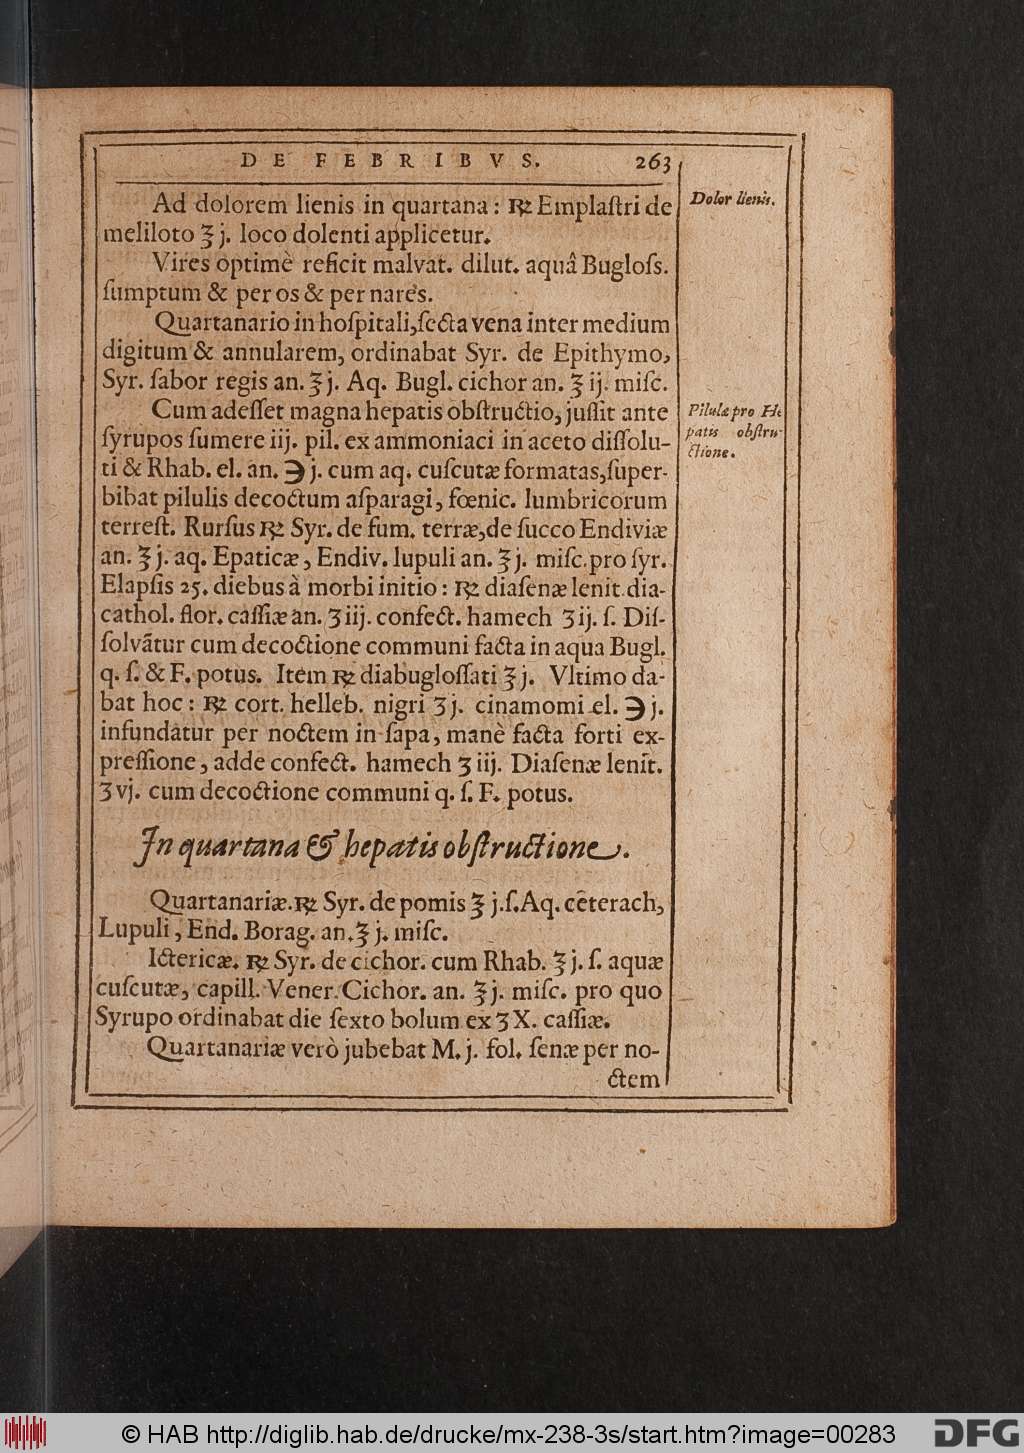 DE FEBRIBVS. 263
Ad dolorem lienis in quartana: ℞ Emplaſtri de
meliloto ℥ j. loco dolenti applicetur.
Vires optimè reficit malvat. dilut. aquâ Bugloſs.
ſumptum & per os & per nares.
Quartanario in hoſpitali, ſecta vena inter medium
digitum & annularem, ordinabat Syr. de Epithymo,
Syr. ſabor regis an. ℥ j. Aq. Bugl. cichor an. ℥ ij. miſc.
Cum adeſſet magna hepatis obſtructio, juſſit ante
ſyrupos ſumere iij. pil. ex ammoniaci in aceto diſſolu-
ti & Rhab. el. an. ℈ j. cum aq. cuſcutæ formatas, ſuper-
bibat pilulis decoctum aſparagi, fœnic. lumbricorum
terreſt. Rurſus ℞ Syr. de fum. terræ, de ſucco Endiviæ
an. ℥ j. aq. Epaticæ, Endiv. lupuli an. ℥ j. miſc. pro ſyr.
Elapſis 25. diebus à morbi initio: ℞ diaſenæ lenit. dia-
cathol. flor. caſſiæ an. ʒ iij. confect. hamech ʒ ij. ſ. Diſ-
ſolvãtur cum decoctione communi facta in aqua Bugl.
q. ſ. & F. potus. Item ℞ diabugloſſati ℥ j. Vltimo da-
bat hoc: ℞ cort. helleb. nigri ʒ j. cinamomi el. ℈ j.
infundatur per noctem in ſapa, manè facta forti ex-
preſſione, adde confect. hamech ʒ iij. Diaſenæ lenit.
ʒ vj. cum decoctione communi q. ſ. F. potus.
In quartana & hepatis obſtructione.
Quartanariæ. ℞ Syr. de pomis ℥ j. ſ. Aq. ceterach,
Lupuli, End. Borag. an. ℥ j. miſc.
Ictericæ. ℞ Syr. de cichor. cum Rhab. ℥ j. ſ. aquæ
cuſcutæ, capill. Vener. Cichor. an. ℥ j. miſc. pro quo
Syrupo ordinabat die ſexto bolum ex ʒ X. caſſiæ.
Quartanariæ verò jubebat M. j. fol. ſenæ per no-
ctem
Dolor lienis.
Pilulæ pro He
patis obſtru-
ctione.
© HAB http://diglib.hab.de/drucke/mx-238-3s/start.htm?image=00283
DFG